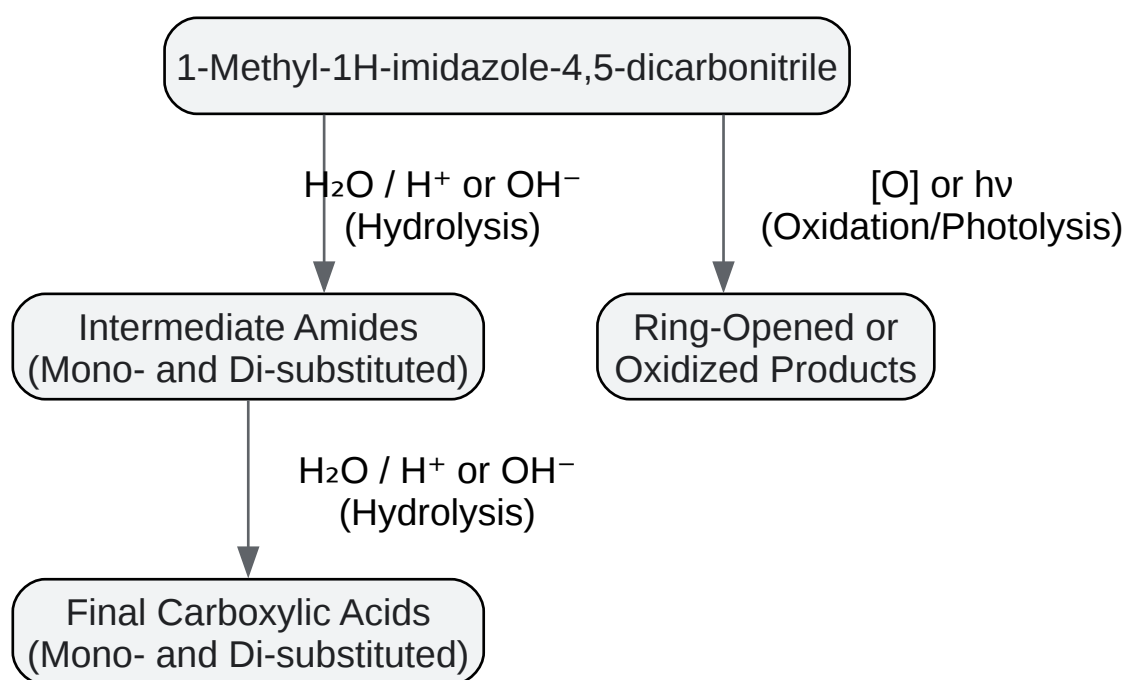 1-Methyl-1H-imidazole-4,5-dicarbonitrile
H₂O / H⁺ or OH⁻
(Hydrolysis)
[O] or hν
(Oxidation/Photolysis)
Intermediate Amides
(Mono- and Di-substituted)
Ring-Opened or
Oxidized Products
H₂O / H⁺ or OH⁻
(Hydrolysis)
Final Carboxylic Acids
(Mono- and Di-substituted)